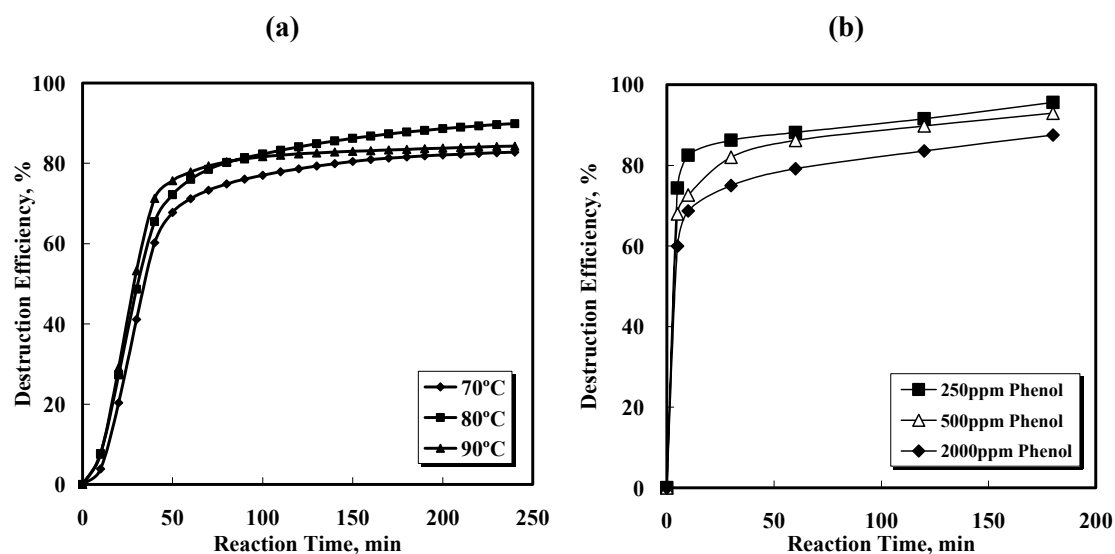 (a)
100
80
60
40
20
0
Destruction Efficiency, %
0 50 100 150 200 250
Reaction Time, min
70ºC
80ºC
90ºC
(b)
100
80
60
40
20
0
Destruction Efficiency, %
0 50 100 150 200
Reaction Time, min
250ppm Phenol
500ppm Phenol
2000ppm Phenol